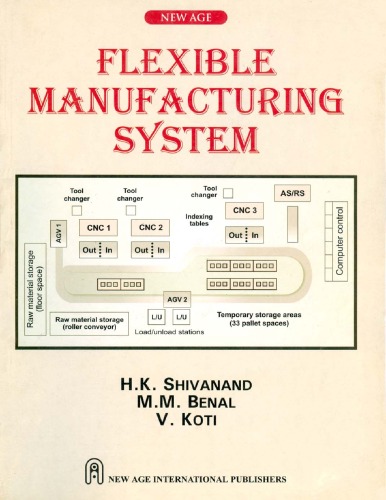 NEW AGE
FLEXIBLE
MANUFACTURING
SYSTEM
Tool
changer
Tool
changer
Tool
changer
AS/RS
AGV 1
CNC 1
CNC 2
Indexing
tables
CNC 3
Out In
Out In
Out In
Computer control
Raw material storage
(floor space)
AGV 2
Raw material storage
(roller conveyor)
L/U
L/U
Temporary storage areas
(33 pallet spaces)
Load/unload stations
H.K. SHIVANAND
M.M. BENAL
V. KOTI
NEW AGE INTERNATIONAL PUBLISHERS